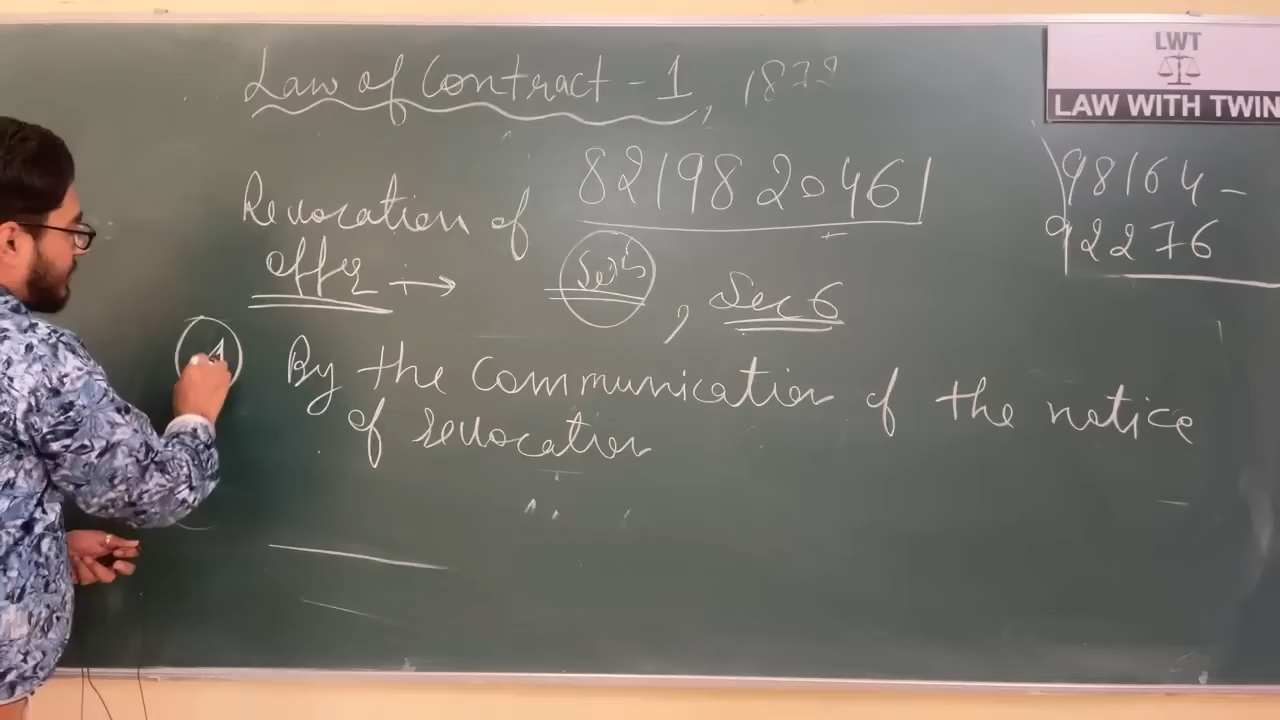 Law of Contract - 1, 1872
LWT
LAW WITH TWIN
8219820461
98164-
92276
Revocation of
offer → Sec 5, Sec 6
1 By the communication of the notice
of revocation